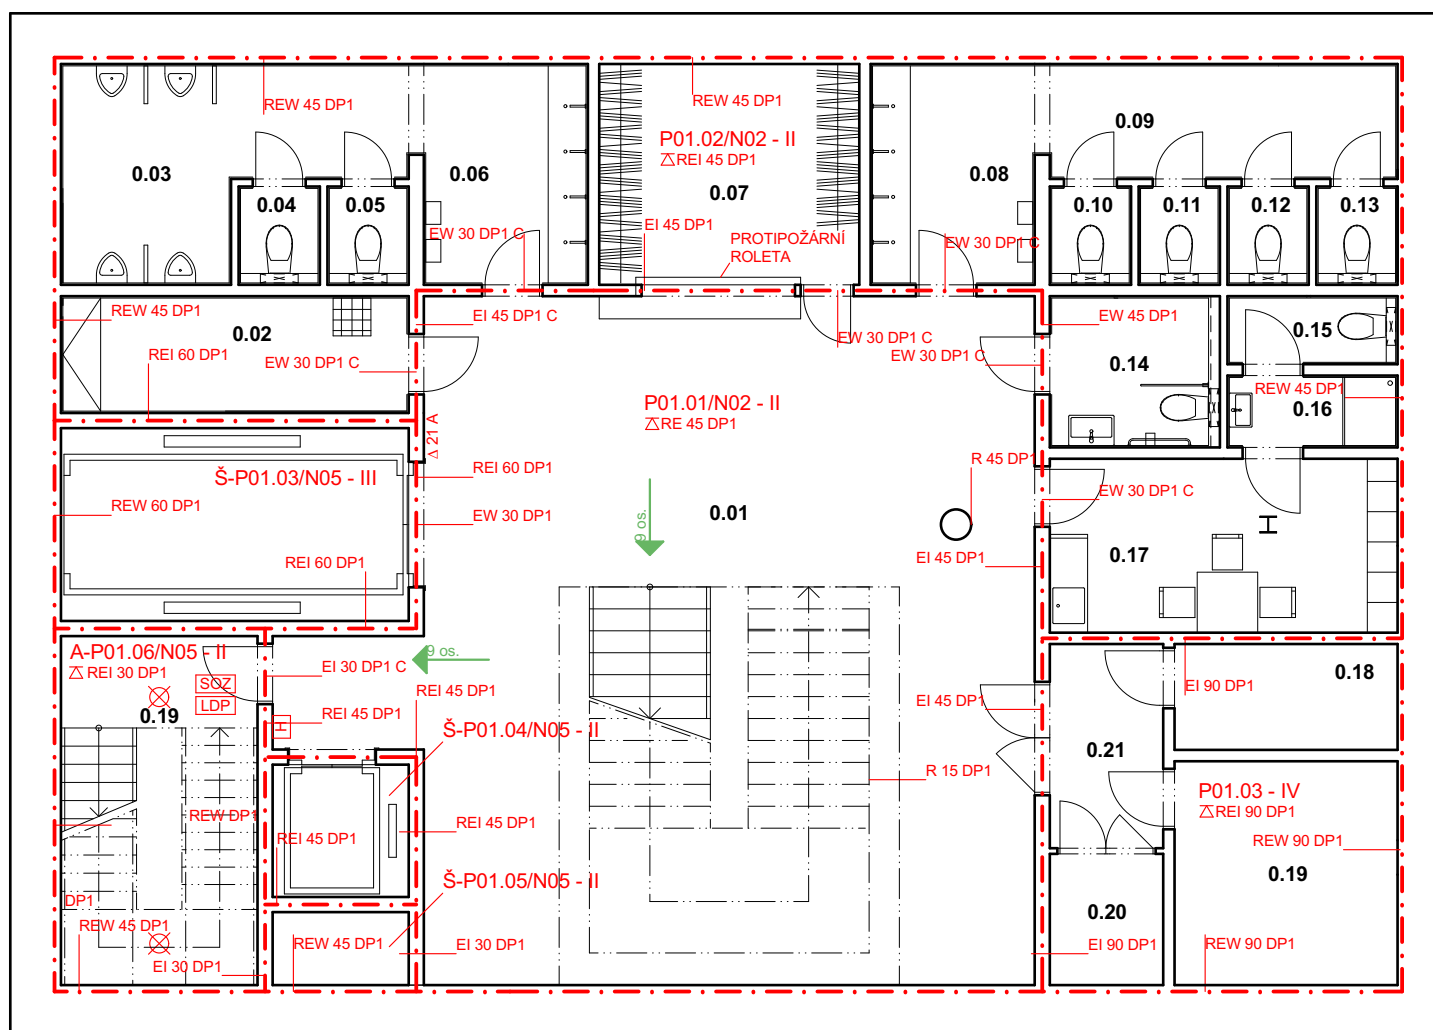 REW 45 DP1
REW 45 DP1
P01.02/N02 - II
REI 45 DP1
0.03
0.06
0.07
0.08
0.09
0.04
0.05
0.10
0.11
0.12
0.13
EW 30 DP1 C
EI 45 DP1
PROTIPOŽÁRNÍ
ROLETA
EW 30 DP1 C
REW 45 DP1
0.02
REI 60 DP1
EW 30 DP1 C
EI 45 DP1 C
EW 30 DP1 C
EW 30 DP1 C
EW 45 DP1
0.14
0.15
REW 45 DP1
0.16
P01.01/N02 - II
RE 45 DP1
21 A
Š-P01.03/N05 - III
REW 60 DP1
REI 60 DP1
EW 30 DP1
REI 60 DP1
0.01
9 os.
R 45 DP1
EW 30 DP1 C
EI 45 DP1
0.17
A-P01.06/N05 - II
REI 30 DP1
SOZ
LDP
0.19
9 os.
EI 30 DP1 C
REI 45 DP1
REI 45 DP1
H
Š-P01.04/N05 - II
EI 45 DP1
EI 90 DP1
0.18
0.21
R 15 DP1
P01.03 - IV
REI 90 DP1
REW 90 DP1
0.19
REW DP1
REI 45 DP1
REI 45 DP1
Š-P01.05/N05 - II
DP1
REW 45 DP1
EI 30 DP1
REW 45 DP1
EI 30 DP1
0.20
EI 90 DP1
REW 90 DP1